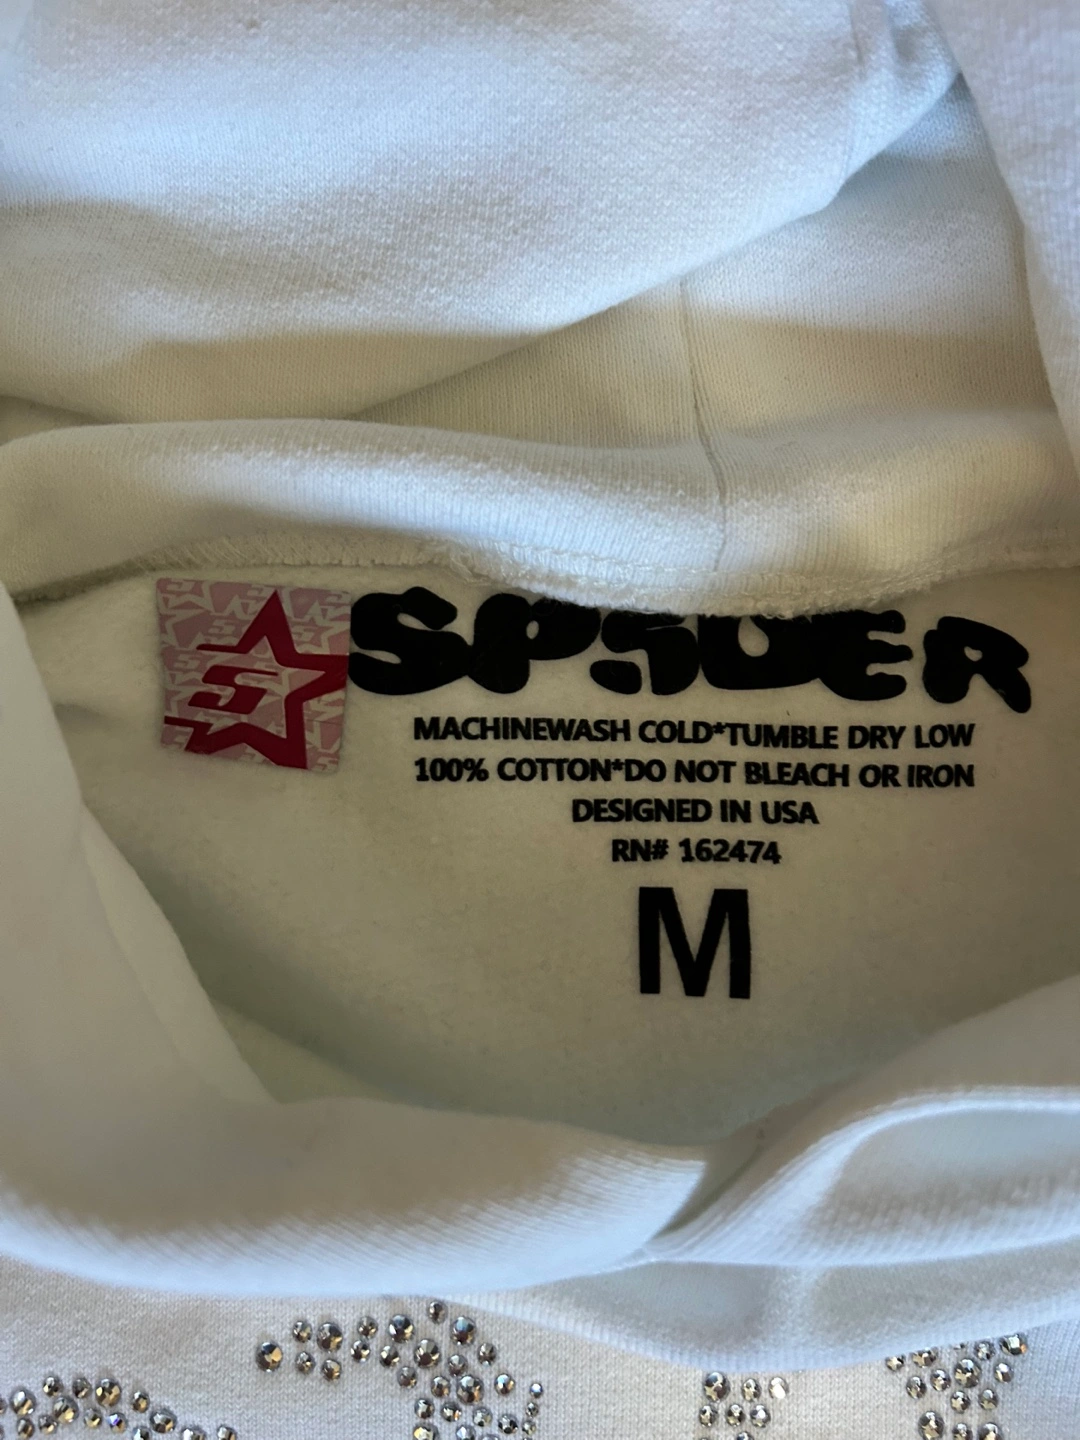 SP5DER
MACHINEWASH COLD*TUMBLE DRY LOW
100% COTTON*DO NOT BLEACH OR IRON
DESIGNED IN USA
RN# 162474
M